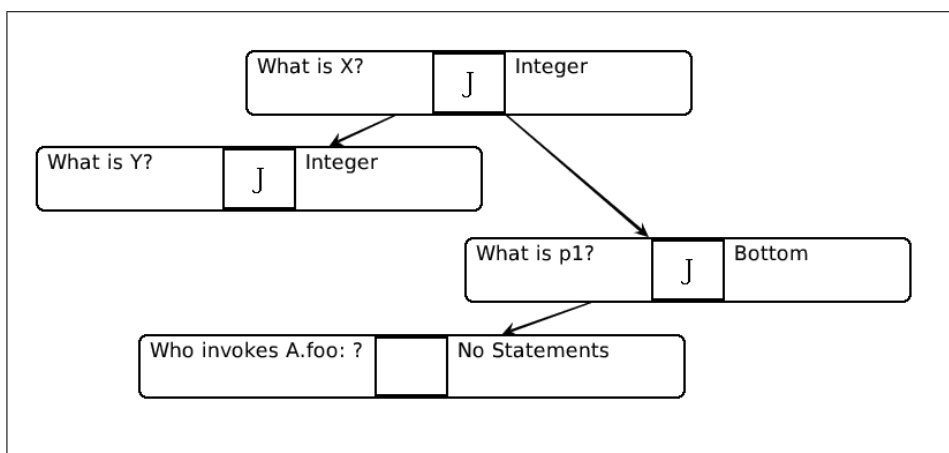 What is X? J Integer
What is Y? J Integer
What is p1? J Bottom
Who invokes A.foo: ? No Statements